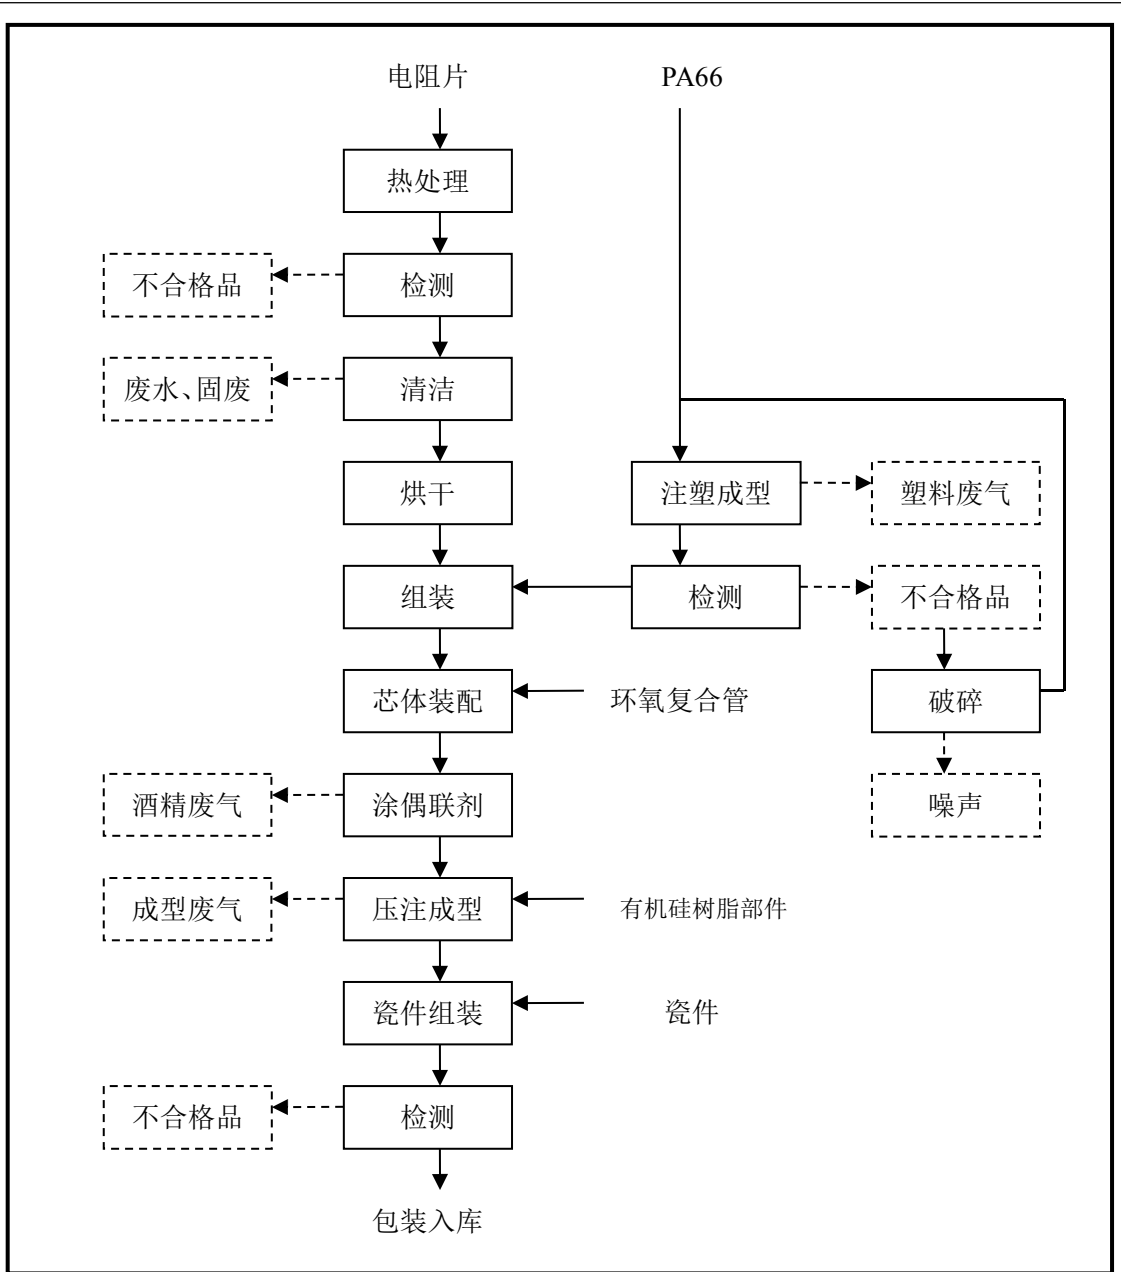 电阻片
PA66
热处理
不合格品
检测
废水、固废
清洁
烘干
注塑成型
塑料废气
组装
检测
不合格品
芯体装配
环氧复合管
破碎
酒精废气
涂偶联剂
噪声
成型废气
压注成型
有机硅树脂部件
瓷件组装
瓷件
不合格品
检测
包装入库